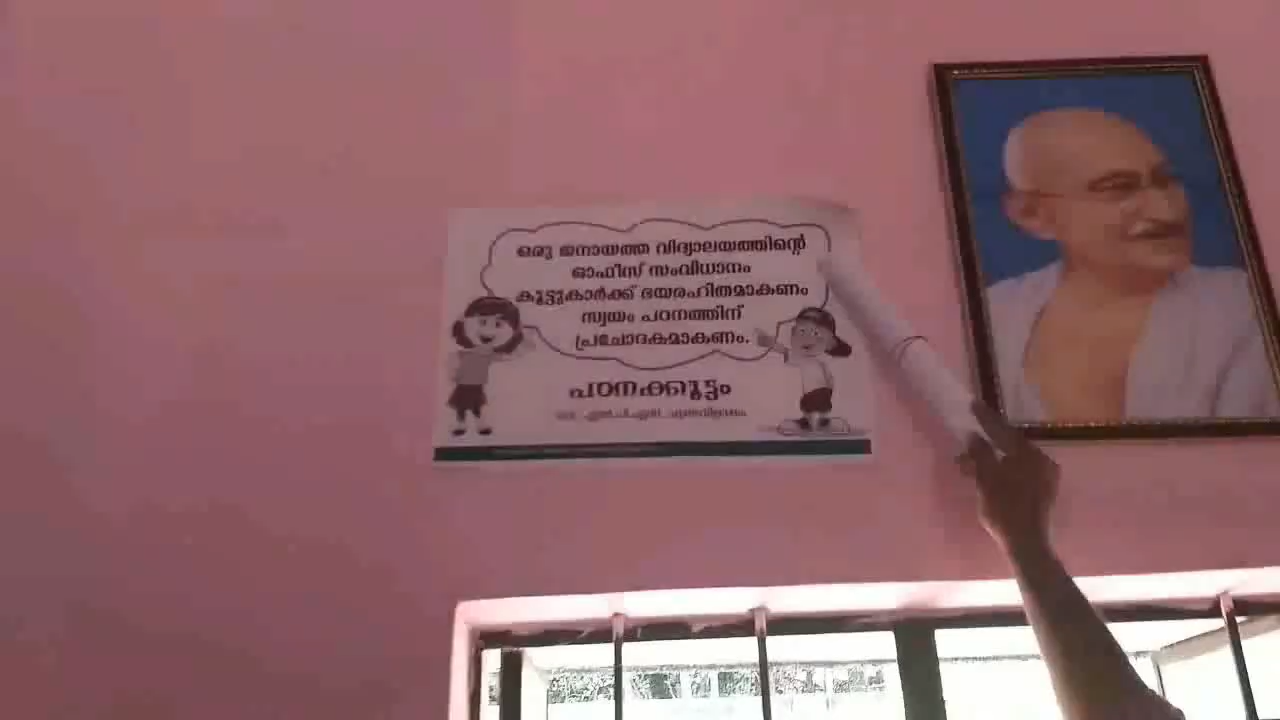 ഒരു ജനായത്ത വിദ്യാലയത്തിന്റെ
ഓഫീസ് സംവിധാനം
കൂട്ടുകാർക്ക് ഭയരഹിതമാകണം
സ്വയം പഠനത്തിന്
പ്രചോദകമാകണം.
പഠനക്കൂട്ടം